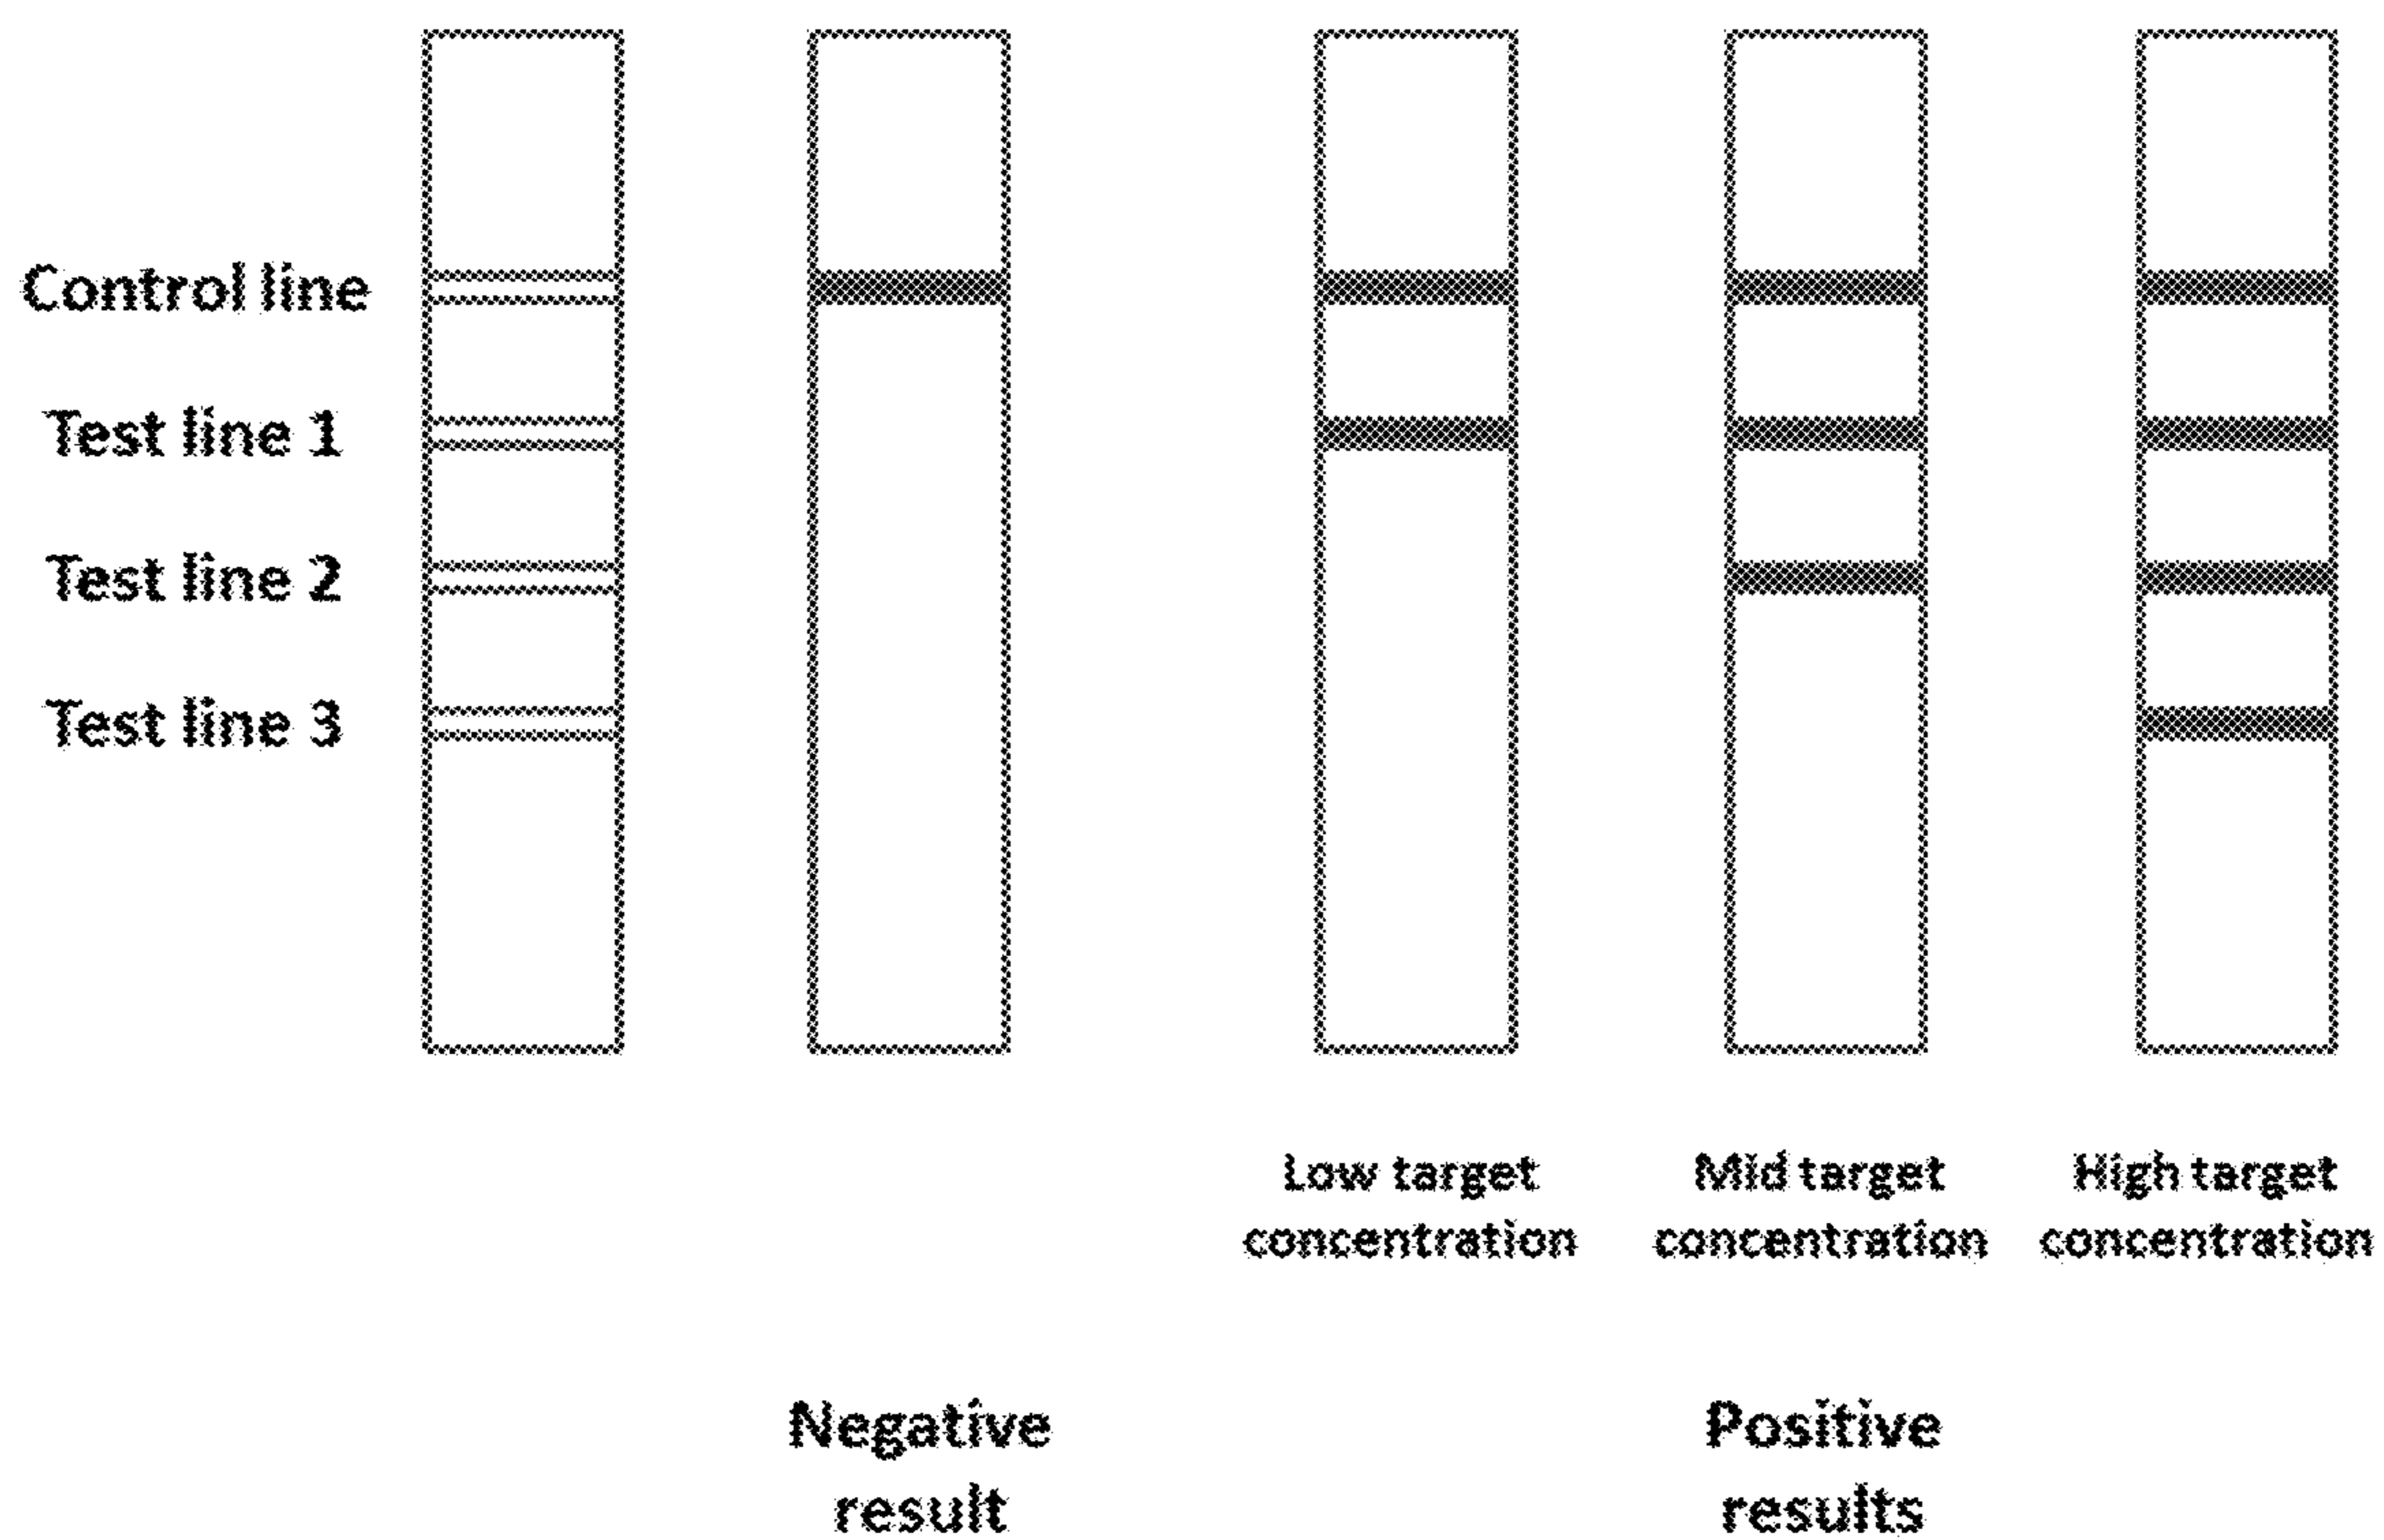 Control line
Test line 1
Test line 2
Test line 3
Low target
concentration
Mid target
concentration
High target
concentration
Negative
result
Positive
results